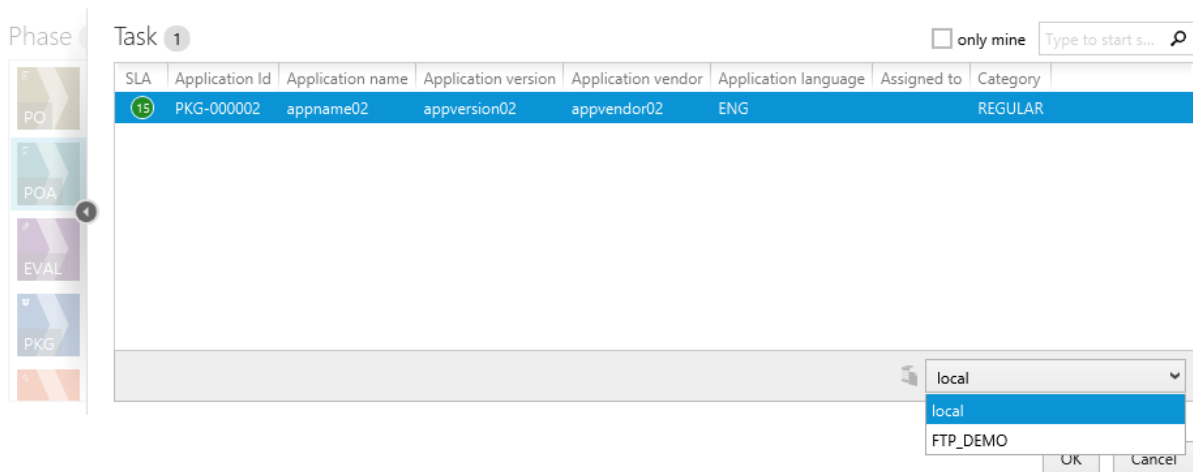 Phase
Task 1
only mine
Type to start s...
SLA Application Id Application name Application version Application vendor Application language Assigned to Category
15 PKG-000002 appname02 appversion02 appvendor02 ENG REGULAR
PO
POA
EVAL
PKG
local
local
FTP_DEMO
OK Cancel